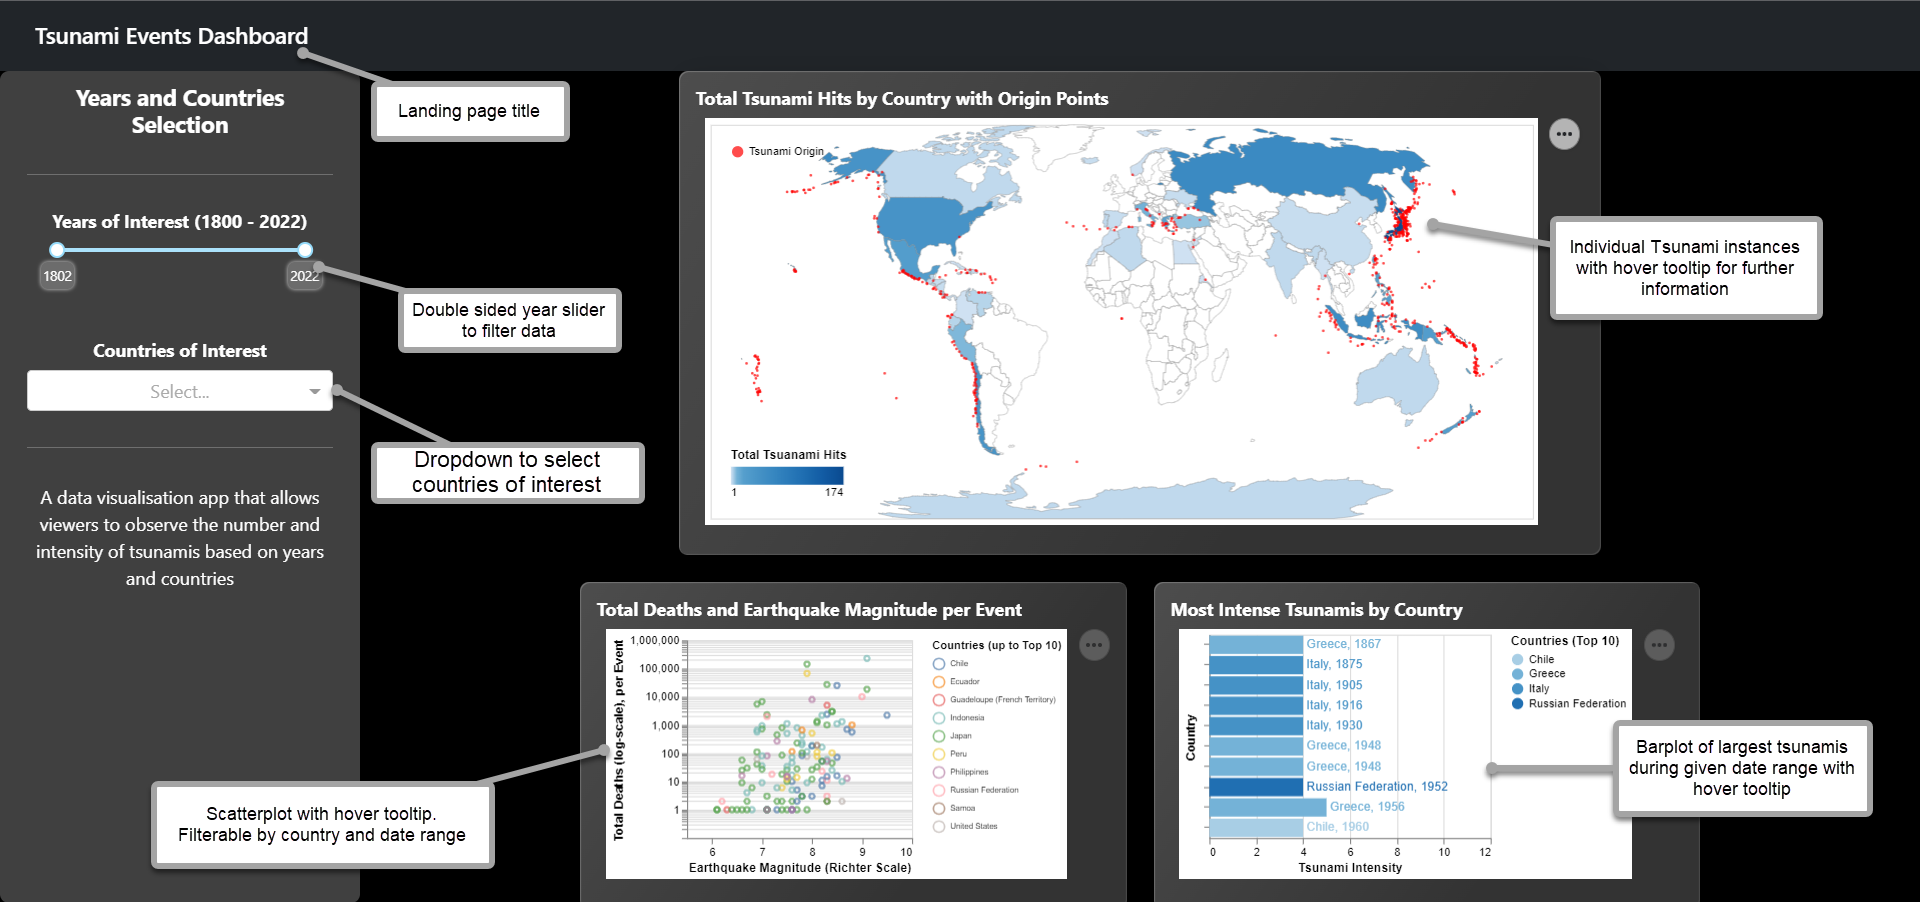 Tsunami Events Dashboard
Landing page title
Years and Countries
Selection
Years of Interest (1800 - 2022)
1802
2022
Double sided year slider
to filter data
Countries of Interest
Select...
Dropdown to select
countries of interest
A data visualisation app that allows
viewers to observe the number and
intensity of tsunamis based on years
and countries
Total Tsunami Hits by Country with Origin Points
Tsunami Origin
Total Tsuanami Hits
1
174
Individual Tsunami instances
with hover tooltip for further
information
Total Deaths and Earthquake Magnitude per Event
Total Deaths (log-scale), per Event
1,000,000
100,000
10,000
1,000
100
10
1
6
7
8
9
10
Earthquake Magnitude (Richter Scale)
Countries (up to Top 10)
Chile
Ecuador
Guadeloupe (French Territory)
Indonesia
Japan
Peru
Philippines
Russian Federation
Samoa
United States
Scatterplot with hover tooltip.
Filterable by country and date range
Most Intense Tsunamis by Country
Country
Greece, 1867
Italy, 1875
Italy, 1905
Italy, 1916
Italy, 1930
Greece, 1948
Greece, 1948
Russian Federation, 1952
Greece, 1956
Chile, 1960
0
2
4
6
8
10
12
Tsunami Intensity
Countries (Top 10)
Chile
Greece
Italy
Russian Federation
Barplot of largest tsunamis
during given date range with
hover tooltip